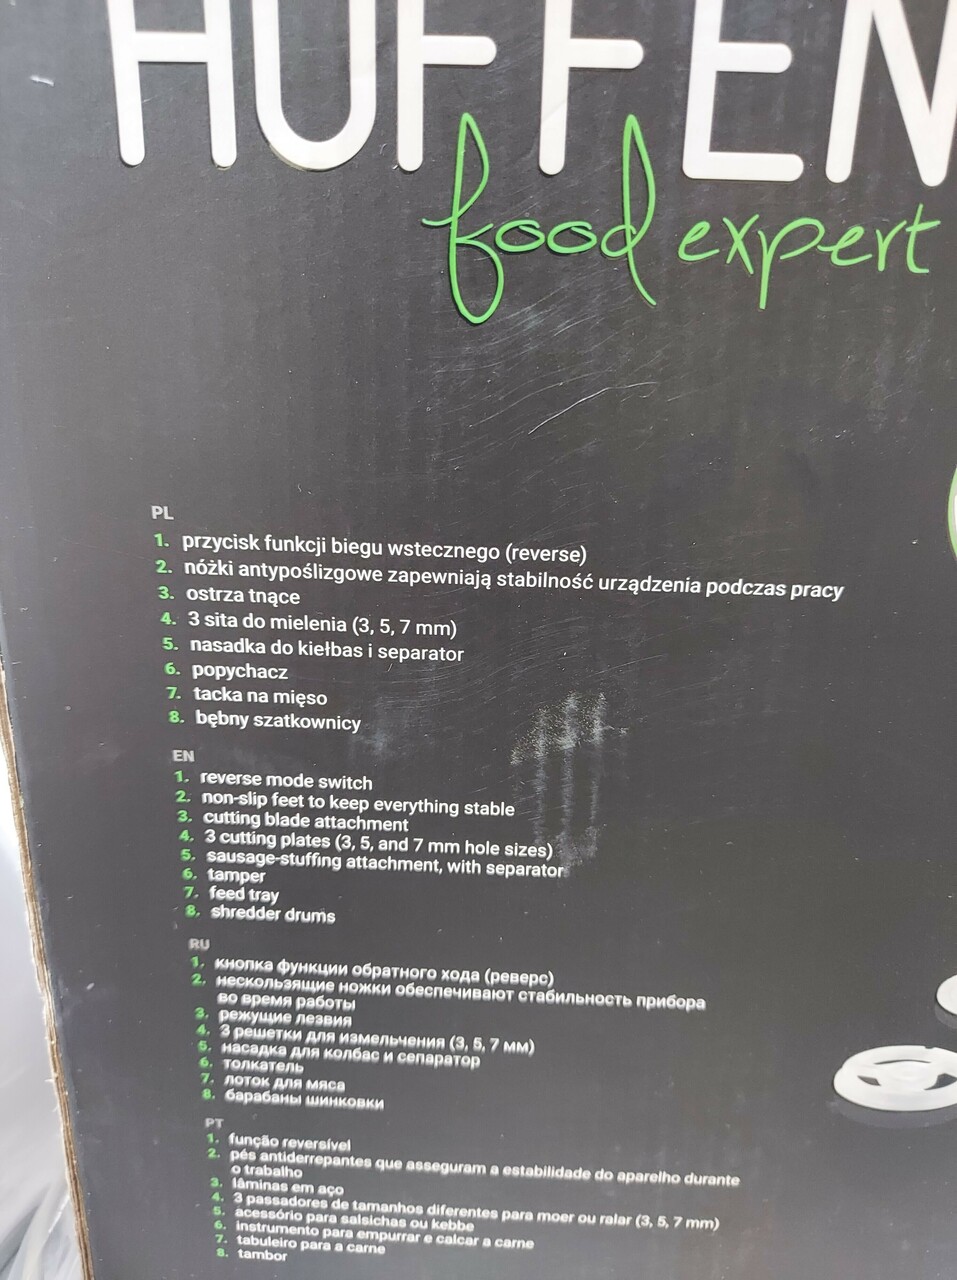 HOFFEN
food expert
PL
1. przycisk funkcji biegu wstecznego (reverse)
2. nóżki antypoślizgowe zapewniają stabilność urządzenia podczas pracy
3. ostrza tnące
4. 3 sita do mielenia (3, 5, 7 mm)
5. nasadka do kiełbas i separator
6. popychacz
7. tacka na mięso
8. bębny szatkownicy
EN
1. reverse mode switch
2. non-slip feet to keep everything stable
3. cutting blade attachment
4. 3 cutting plates (3, 5, and 7 mm hole sizes)
5. sausage-stuffing attachment, with separator
6. tamper
7. feed tray
8. shredder drums
RU
1. кнопка функции обратного хода (реверс)
2. нескользящие ножки обеспечивают стабильность прибора
во время работы
3. режущие лезвия
4. 3 решетки для измельчения (3, 5, 7 мм)
5. насадка для колбас и сепаратор
6. толкатель
7. лоток для мяса
8. барабаны шинковки
PT
1. função reversível
2. pés antiderrepantes que asseguram a estabilidade do aparelho durante
o trabalho
3. lâminas em aço
4. 3 passadores de tamanhos diferentes para moer ou ralar (3, 5, 7 mm)
5. acessório para salsichas ou kebbe
6. instrumento para empurrar e calcar a carne
7. tabuleiro para a carne
8. tambor